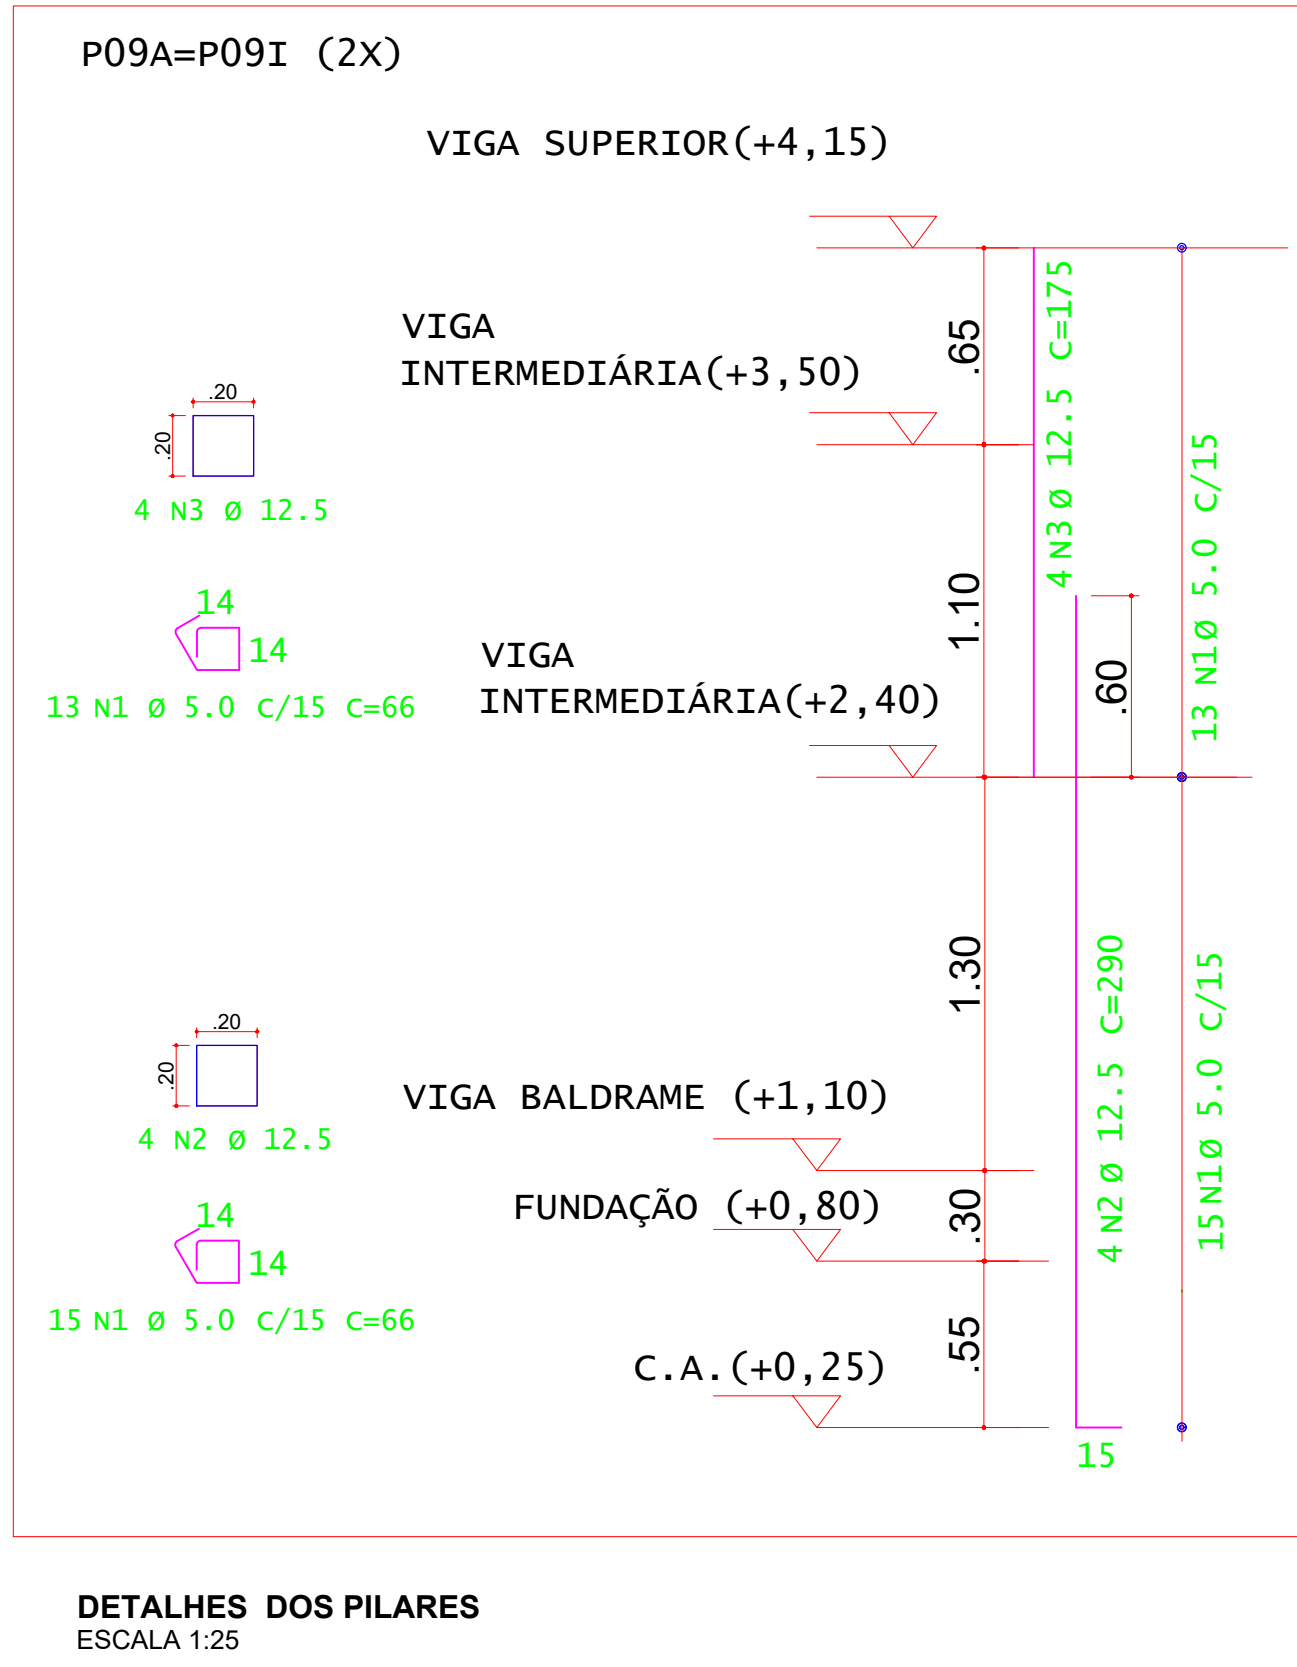 P09A=P09I (2X)
VIGA SUPERIOR(+4,15)
VIGA
INTERMEDIÁRIA(+3,50)
.65
4 N3 Ø 12.5 C=175
.20
.20
4 N3 Ø 12.5
14
14
13 N1 Ø 5.0 C/15 C=66
VIGA
INTERMEDIÁRIA(+2,40)
1.10
.60
13 N1Ø 5.0 C/15
1.30
.20
.20
4 N2 Ø 12.5
14
14
15 N1 Ø 5.0 C/15 C=66
VIGA BALDRAME (+1,10)
FUNDAÇÃO (+0,80)
.30
4 N2 Ø 12.5 C=290
15 N1Ø 5.0 C/15
C.A.(+0,25)
.55
15
DETALHES DOS PILARES
ESCALA 1:25